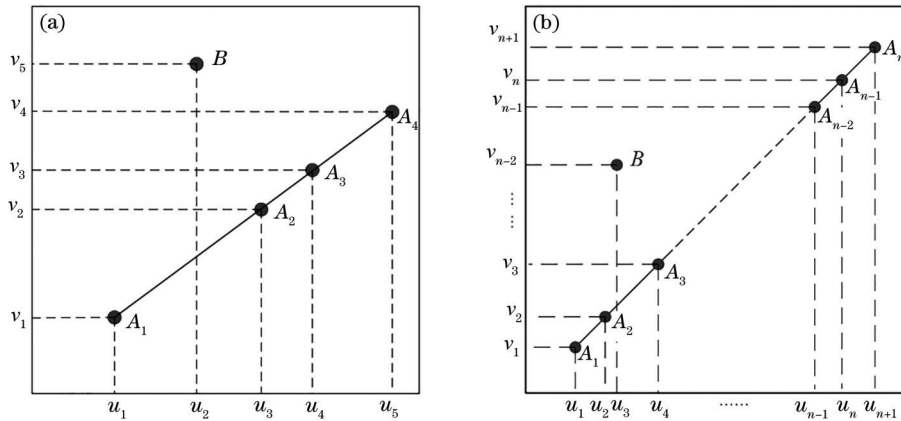 (a)
v₅
B
v₄
A₄
v₃
A₃
v₂
A₂
v₁
A₁
u₁ u₂ u₃ u₄ u₅
(b)
vₙ₊₁
Aₙ
vₙ
Aₙ₋₁
vₙ₋₁
Aₙ₋₂
vₙ₋₂
B
......
v₃
A₃
v₂
A₂
v₁
A₁
u₁ u₂ u₃ u₄ ...... uₙ₋₁ uₙ uₙ₊₁